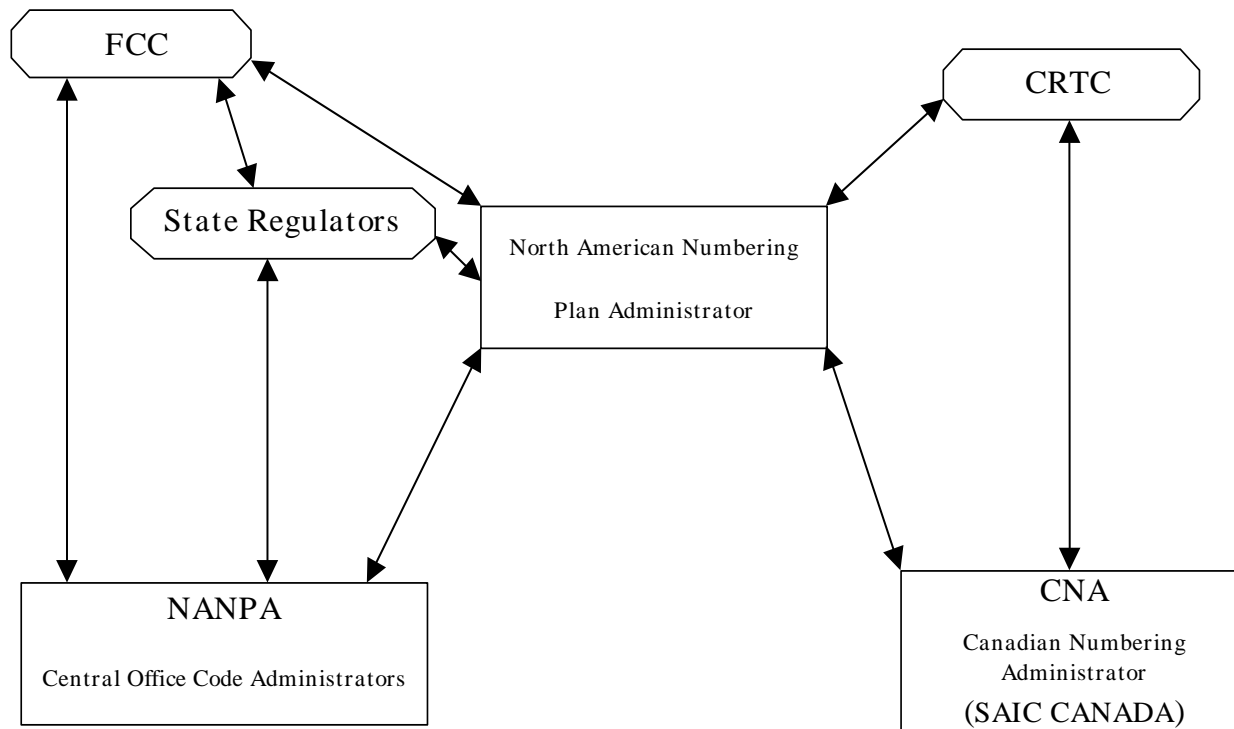 FCC
CRTC
State Regulators
North American Numbering
Plan Administrator
NANPA
Central Office Code Administrators
CNA
Canadian Numbering
Administrator
(SAIC CANADA)